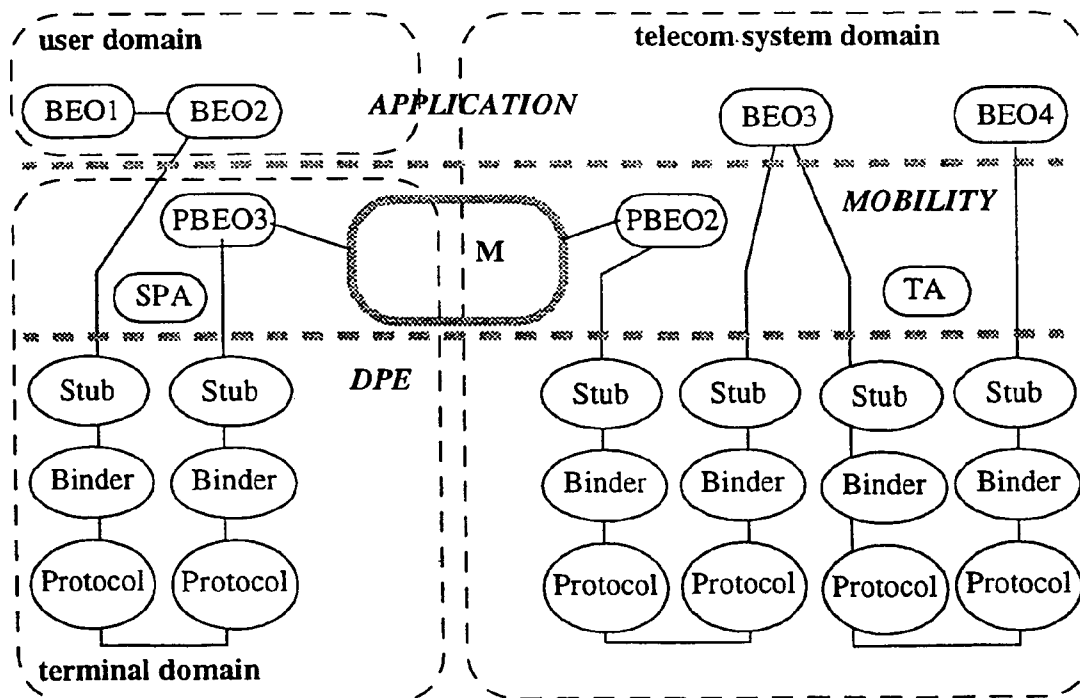 user domain
telecom system domain
BEO1
BEO2
APPLICATION
BEO3
BEO4
MOBILITY
PBEO3
M
PBEO2
SPA
TA
DPE
Stub
Stub
Stub
Stub
Stub
Stub
Binder
Binder
Binder
Binder
Binder
Binder
Protocol
Protocol
Protocol
Protocol
Protocol
Protocol
terminal domain